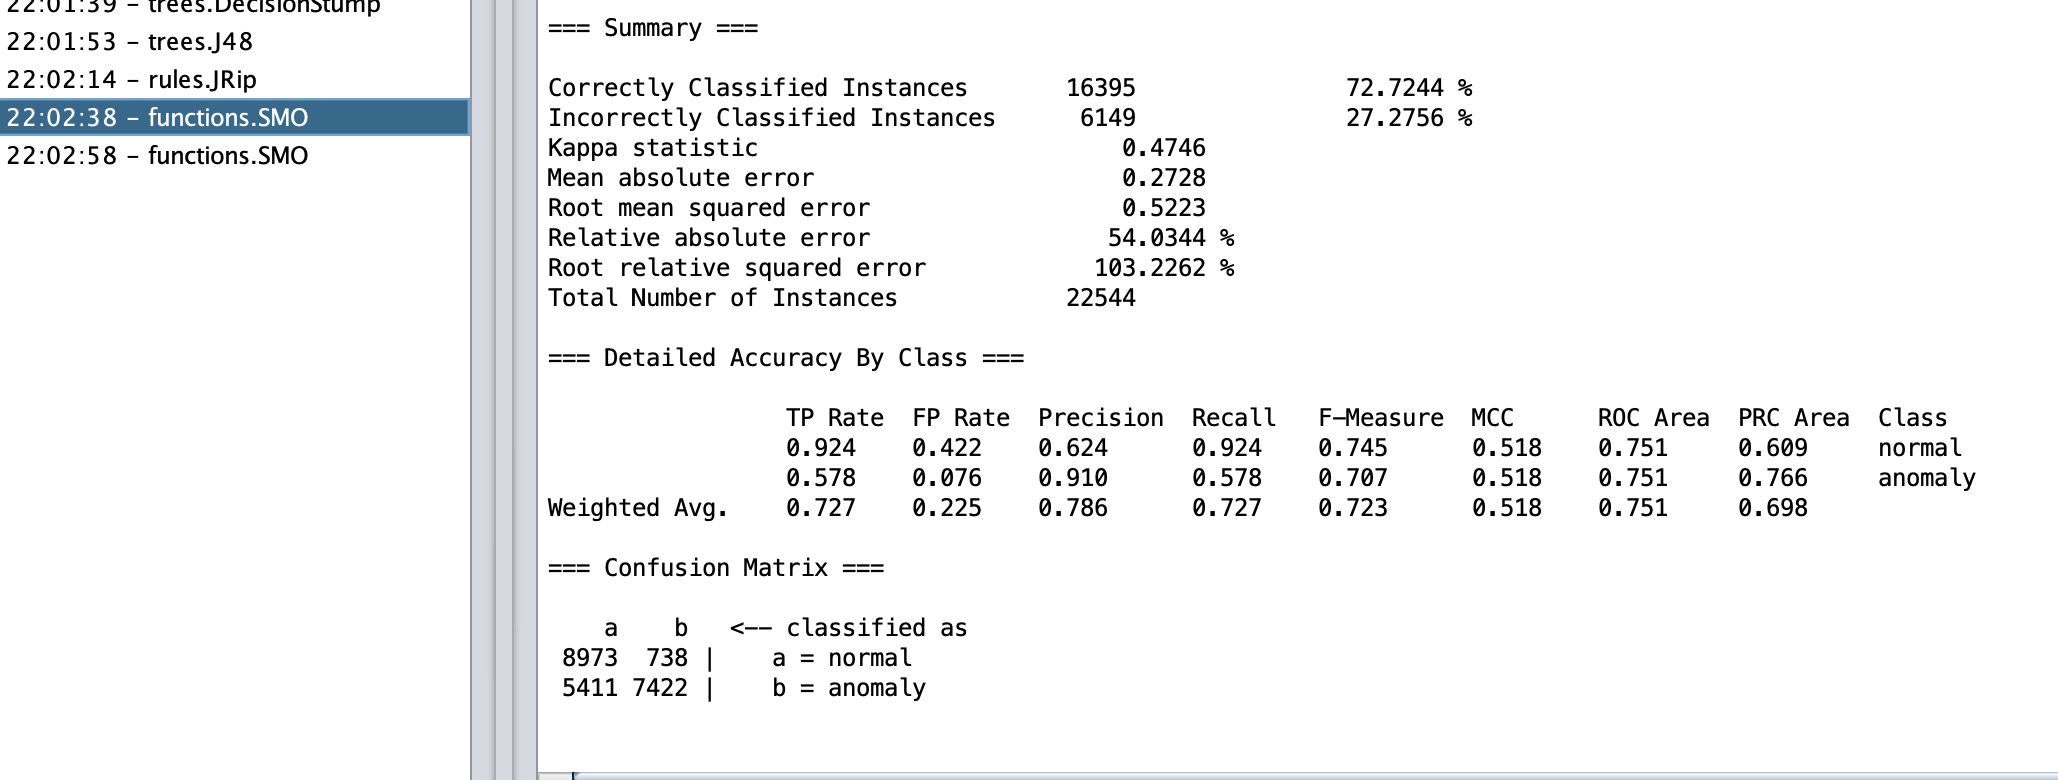 22:01:39 – trees.DecisionStump
22:01:53 – trees.J48
22:02:14 – rules.JRip
22:02:38 – functions.SMO
22:02:58 – functions.SMO
=== Summary ===
Correctly Classified Instances 16395 72.7244 %
Incorrectly Classified Instances 6149 27.2756 %
Kappa statistic 0.4746
Mean absolute error 0.2728
Root mean squared error 0.5223
Relative absolute error 54.0344 %
Root relative squared error 103.2262 %
Total Number of Instances 22544
=== Detailed Accuracy By Class ===
TP Rate FP Rate Precision Recall F-Measure MCC ROC Area PRC Area Class
0.924 0.422 0.624 0.924 0.745 0.518 0.751 0.609 normal
0.578 0.076 0.910 0.578 0.707 0.518 0.751 0.766 anomaly
Weighted Avg. 0.727 0.225 0.786 0.727 0.723 0.518 0.751 0.698
=== Confusion Matrix ===
a b <-- classified as
8973 738 | a = normal
5411 7422 | b = anomaly